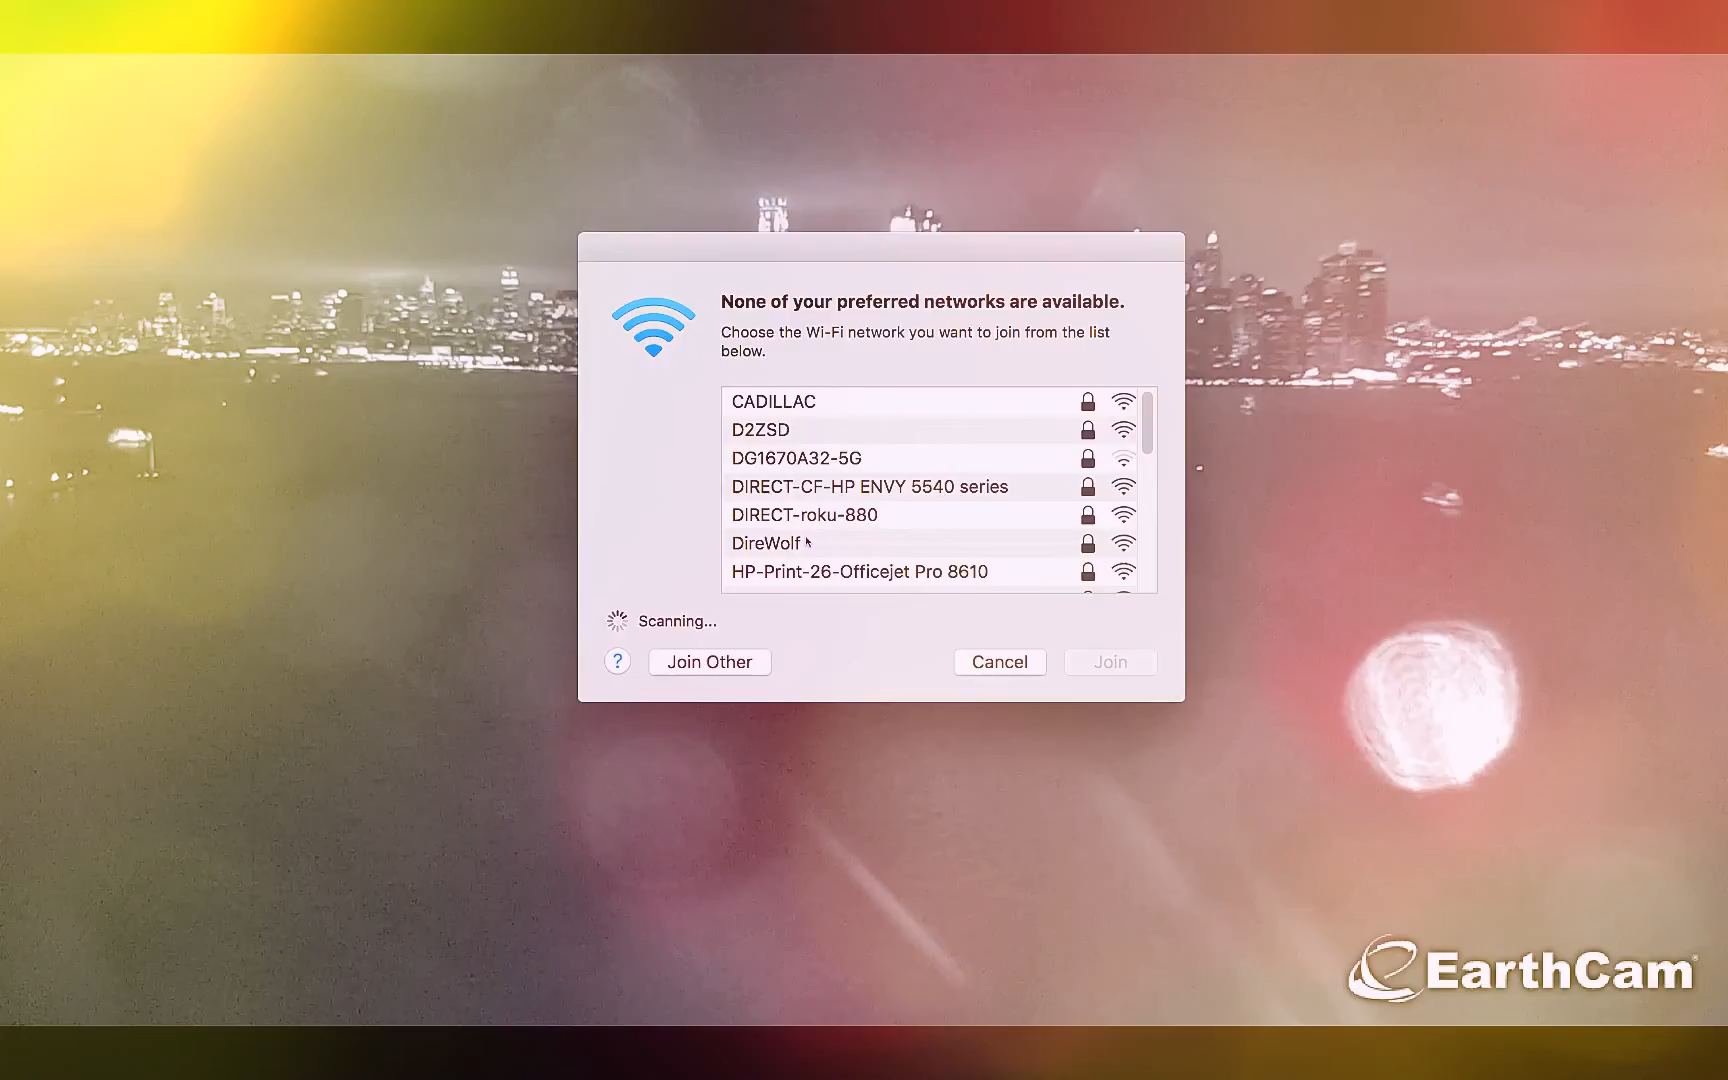 None of your preferred networks are available.
Choose the Wi-Fi network you want to join from the list
below.
CADILLAC
D2ZSD
DG1670A32-5G
DIRECT-CF-HP ENVY 5540 series
DIRECT-roku-880
DireWolf
HP-Print-26-Officejet Pro 8610
Scanning...
? Join Other Cancel Join
EarthCam